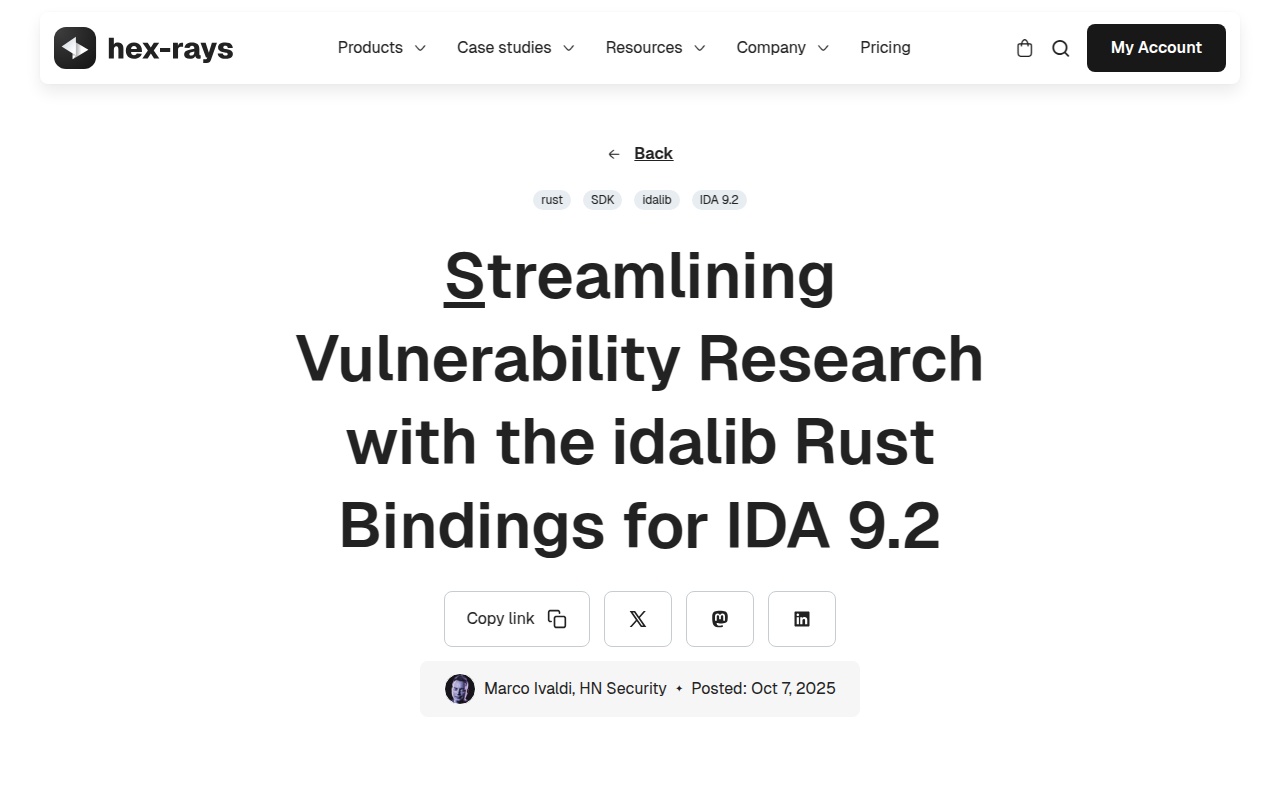 hex-rays
Products
Case studies
Resources
Company
Pricing
My Account
← Back
rust
SDK
idalib
IDA 9.2
Streamlining
Vulnerability Research
with the idalib Rust
Bindings for IDA 9.2
Copy link
Marco Ivaldi, HN Security ✦ Posted: Oct 7, 2025